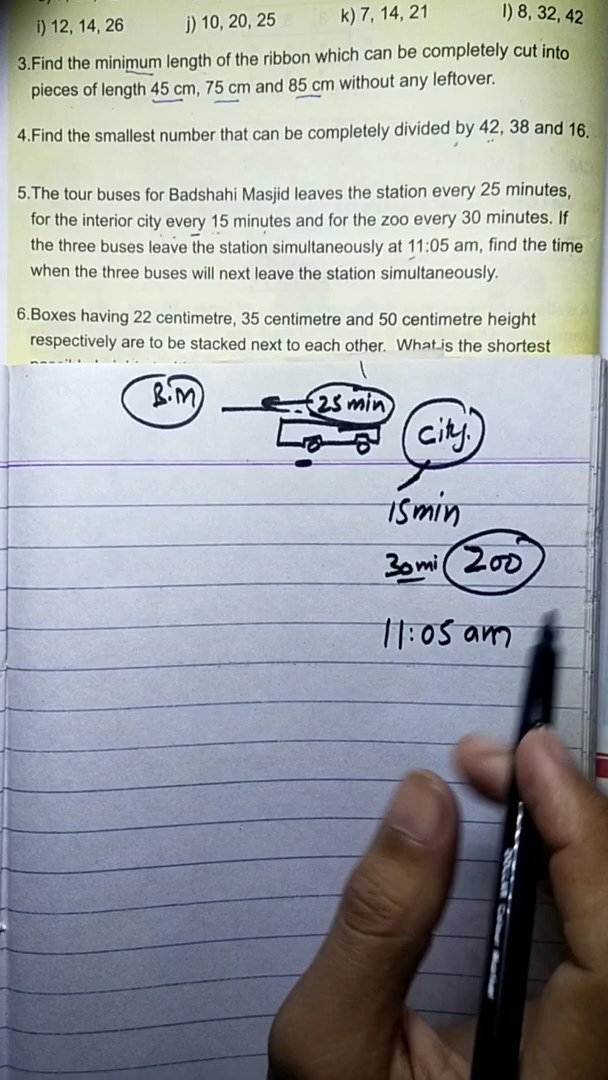 i) 12, 14, 26 j) 10, 20, 25 k) 7, 14, 21 l) 8, 32, 42
3.Find the minimum length of the ribbon which can be completely cut into
pieces of length 45 cm, 75 cm and 85 cm without any leftover.
4.Find the smallest number that can be completely divided by 42, 38 and 16.
5.The tour buses for Badshahi Masjid leaves the station every 25 minutes,
for the interior city every 15 minutes and for the zoo every 30 minutes. If
the three buses leave the station simultaneously at 11:05 am, find the time
when the three buses will next leave the station simultaneously.
6.Boxes having 22 centimetre, 35 centimetre and 50 centimetre height
respectively are to be stacked next to each other. What is the shortest
B.M 25 min
city.
15min
30mi zoo
11:05 am